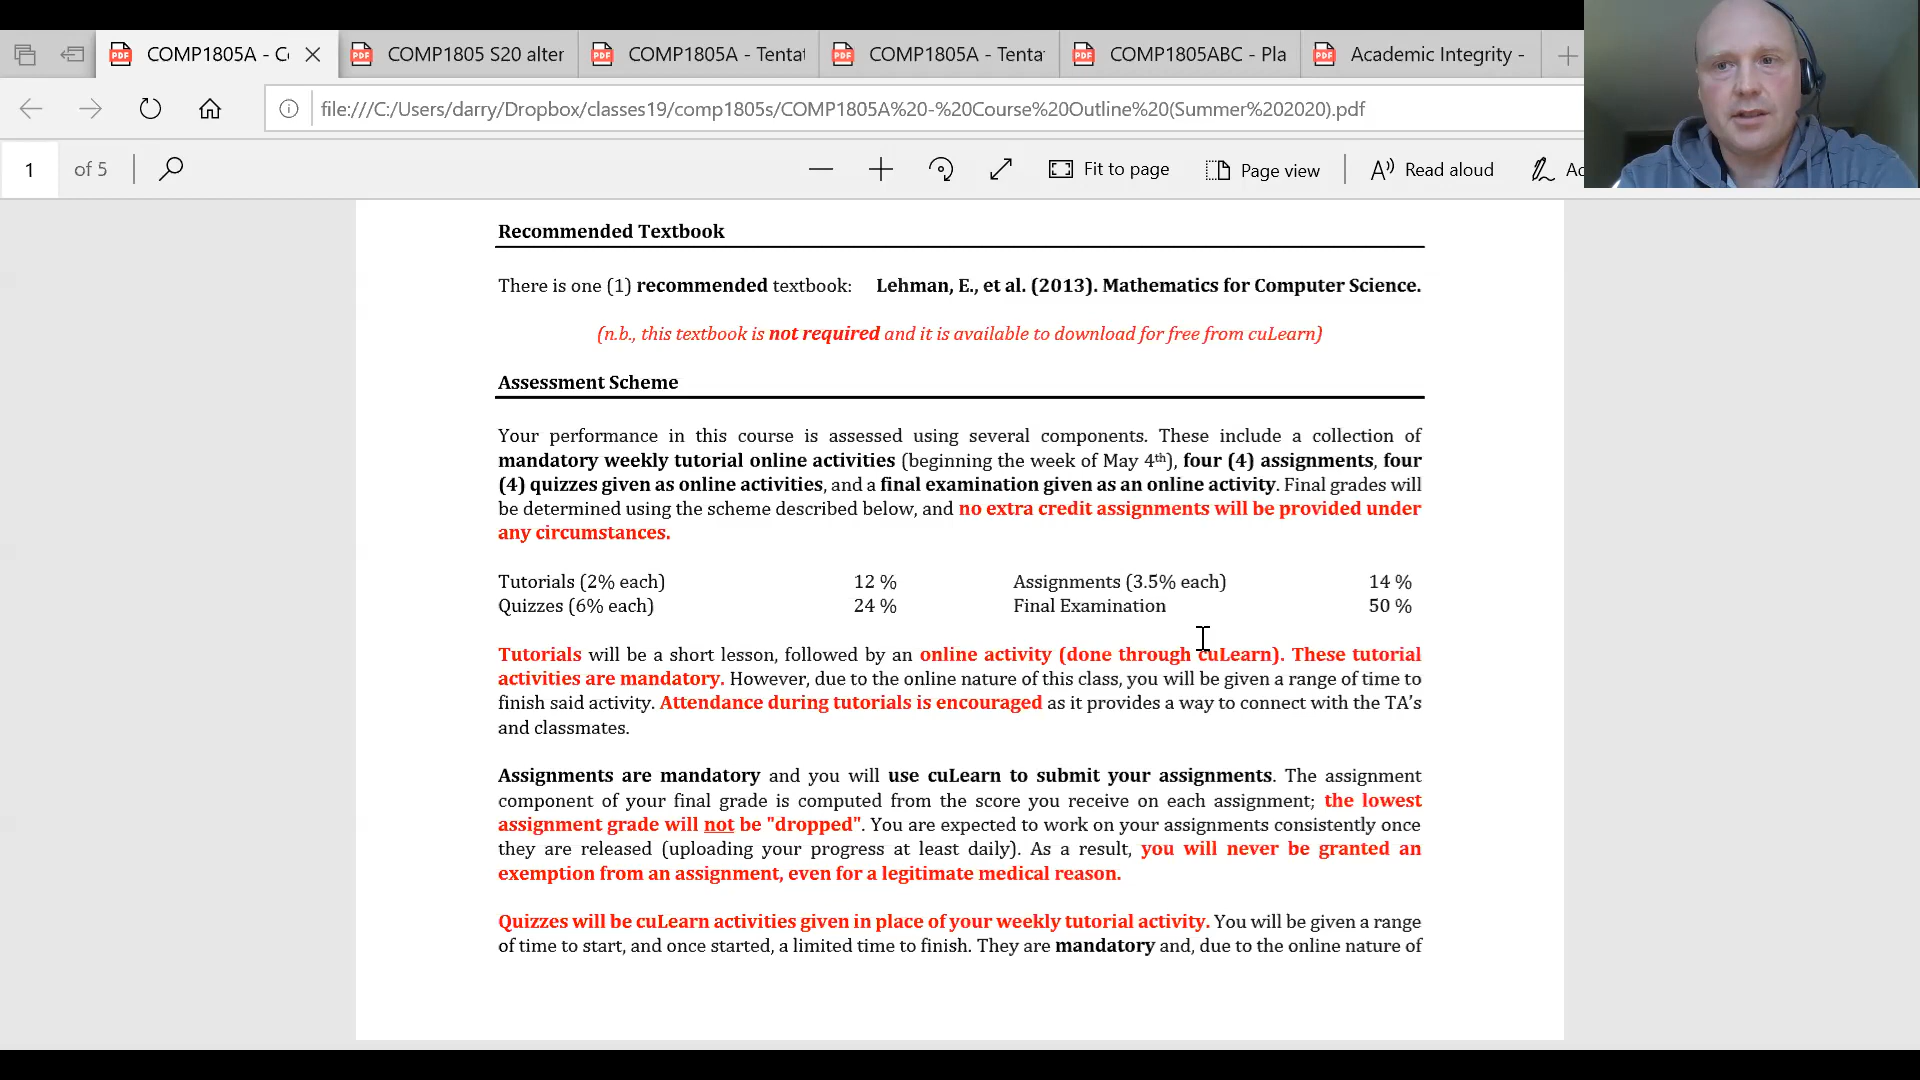 COMP1805A - Co
COMP1805 S20 alter
COMP1805A - Tentat
COMP1805A - Tenta
COMP1805ABC - Pla
Academic Integrity -
file:///C:/Users/darry/Dropbox/classes19/comp1805s/COMP1805A%20-%20Course%20Outline%20(Summer%202020).pdf
1 of 5
Fit to page
Page view
Read aloud
Ad
Recommended Textbook
There is one (1) recommended textbook: Lehman, E., et al. (2013). Mathematics for Computer Science.
(n.b., this textbook is not required and it is available to download for free from cuLearn)
Assessment Scheme
Your performance in this course is assessed using several components. These include a collection of
mandatory weekly tutorial online activities (beginning the week of May 4th), four (4) assignments, four
(4) quizzes given as online activities, and a final examination given as an online activity. Final grades will
be determined using the scheme described below, and no extra credit assignments will be provided under
any circumstances.
Tutorials (2% each) 12 % Assignments (3.5% each) 14 %
Quizzes (6% each) 24 % Final Examination 50 %
Tutorials will be a short lesson, followed by an online activity (done through cuLearn). These tutorial
activities are mandatory. However, due to the online nature of this class, you will be given a range of time to
finish said activity. Attendance during tutorials is encouraged as it provides a way to connect with the TA's
and classmates.
Assignments are mandatory and you will use cuLearn to submit your assignments. The assignment
component of your final grade is computed from the score you receive on each assignment; the lowest
assignment grade will not be "dropped". You are expected to work on your assignments consistently once
they are released (uploading your progress at least daily). As a result, you will never be granted an
exemption from an assignment, even for a legitimate medical reason.
Quizzes will be cuLearn activities given in place of your weekly tutorial activity. You will be given a range
of time to start, and once started, a limited time to finish. They are mandatory and, due to the online nature of